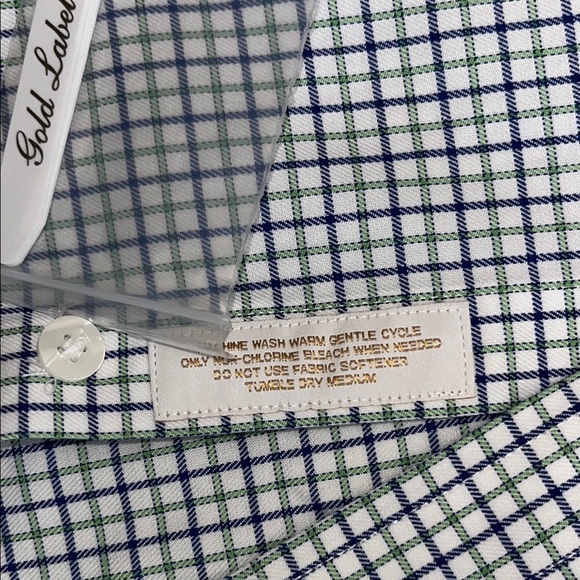 Gold Label
HINE WASH WARM GENTLE CYCLE
ONLY NON-CHLORINE BLEACH WHEN NEEDED
DO NOT USE FABRIC SOFTENER
TUMBLE DRY MEDIUM